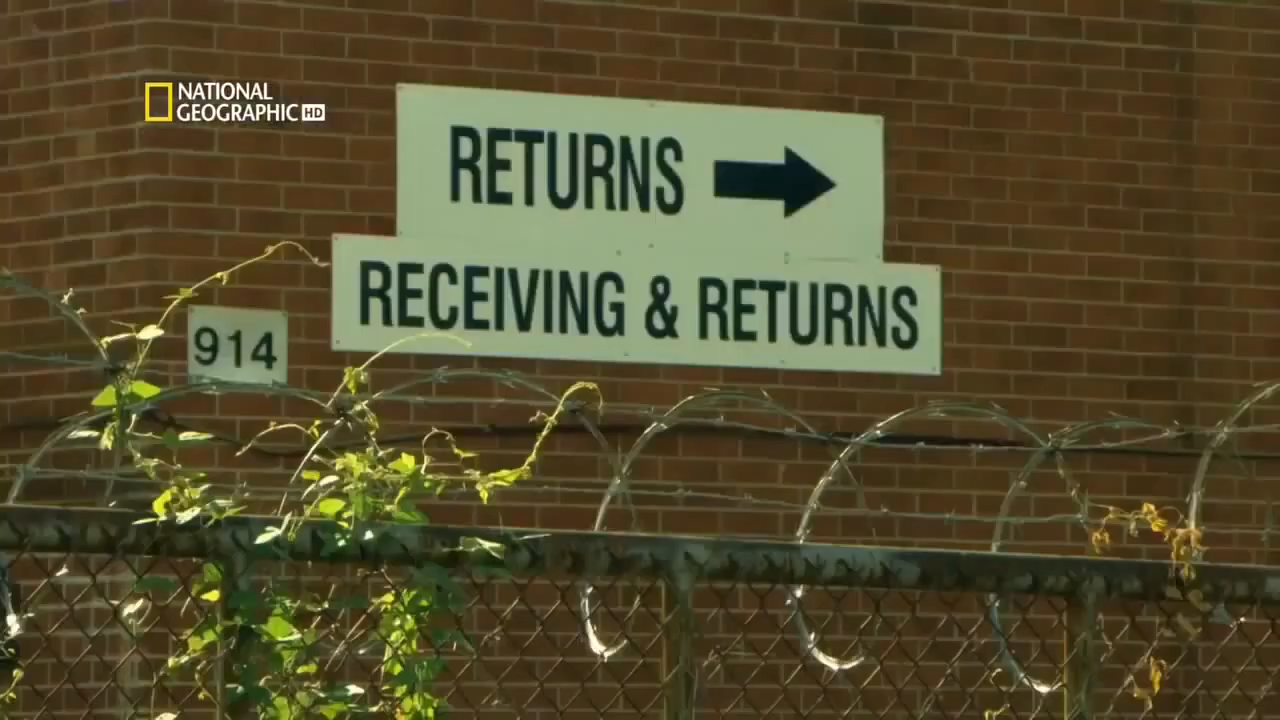 NATIONAL
GEOGRAPHIC HD
RETURNS
RECEIVING & RETURNS
914